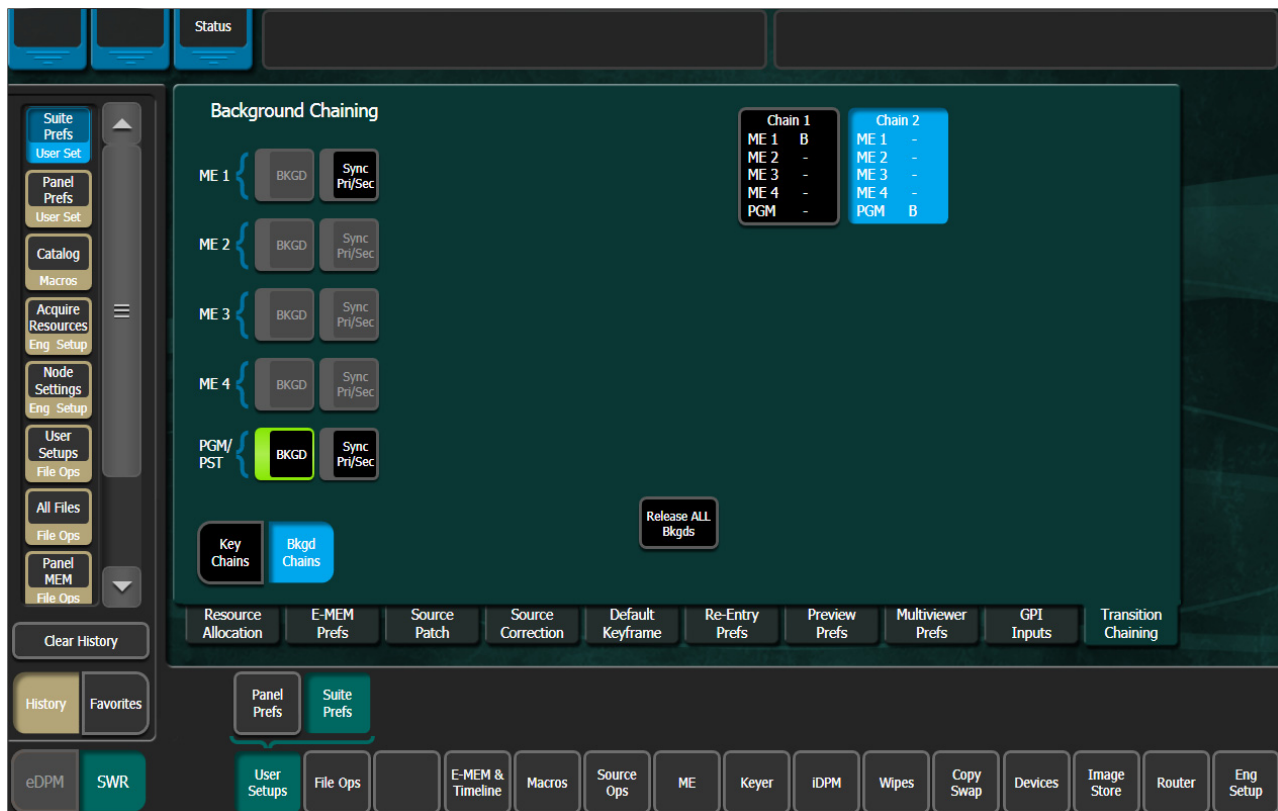 Status
Suite
Prefs
User Set
Panel
Prefs
User Set
Catalog
Macros
Acquire
Resources
Eng Setup
Node
Settings
Eng Setup
User
Setups
File Ops
All Files
File Ops
Panel
MEM
File Ops
Clear History
History
Favorites
eDPM
SWR
Background Chaining
ME 1
BKGD
Sync
Pri/Sec
ME 2
BKGD
Sync
Pri/Sec
ME 3
BKGD
Sync
Pri/Sec
ME 4
BKGD
Sync
Pri/Sec
PGM/
PST
BKGD
Sync
Pri/Sec
Key
Chains
Bkgd
Chains
Chain 1
ME 1 B
ME 2 -
ME 3 -
ME 4 -
PGM -
Chain 2
ME 1 -
ME 2 -
ME 3 -
ME 4 -
PGM B
Release ALL
Bkgds
Resource
Allocation
E-MEM
Prefs
Source
Patch
Source
Correction
Default
Keyframe
Re-Entry
Prefs
Preview
Prefs
Multiviewer
Prefs
GPI
Inputs
Transition
Chaining
Panel
Prefs
Suite
Prefs
User
Setups
File Ops
E-MEM &
Timeline
Macros
Source
Ops
ME
Keyer
iDPM
Wipes
Copy
Swap
Devices
Image
Store
Router
Eng
Setup